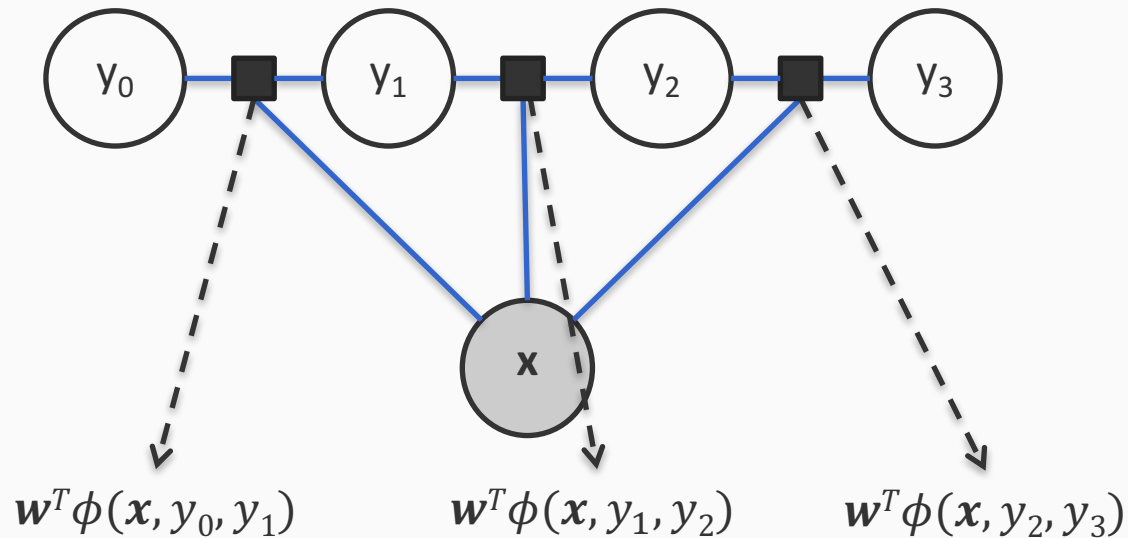 y₀ y₁ y₂ y₃
x
𝒘ᵀϕ(𝒙, y₀, y₁) 𝒘ᵀϕ(𝒙, y₁, y₂) 𝒘ᵀϕ(𝒙, y₂, y₃)